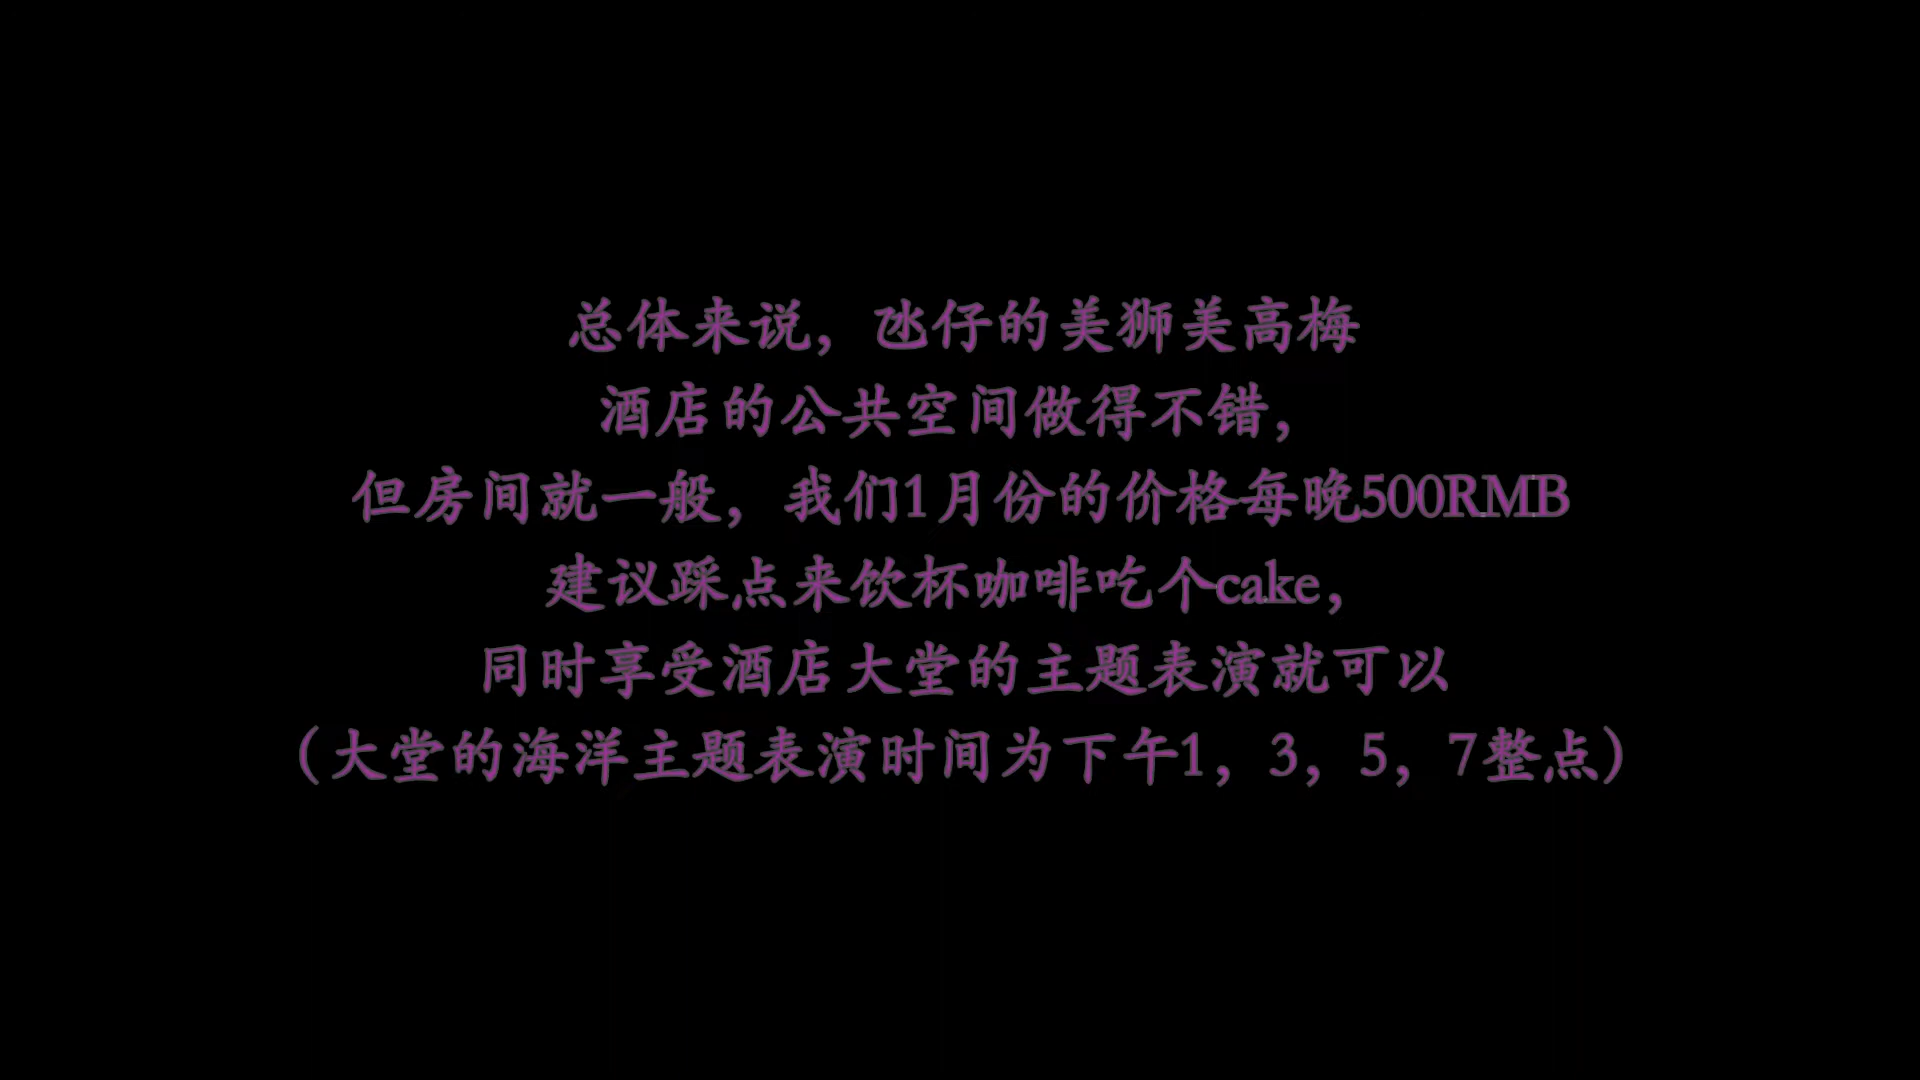 总体来说，氹仔的美狮美高梅
酒店的公共空间做得不错，
但房间就一般，我们1月份的价格每晚500RMB
建议踩点来饮杯咖啡吃个cake，
同时享受酒店大堂的主题表演就可以
（大堂的海洋主题表演时间为下午1，3，5，7整点）